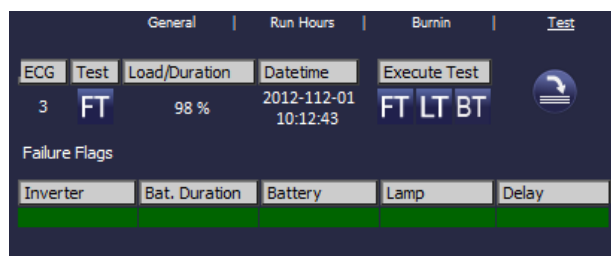 General | Run Hours | Burnin | Test
ECG Test Load/Duration Datetime Execute Test
3 FT 98 % 2012-112-01 FT LT BT
10:12:43
Failure Flags
Inverter Bat. Duration Battery Lamp Delay